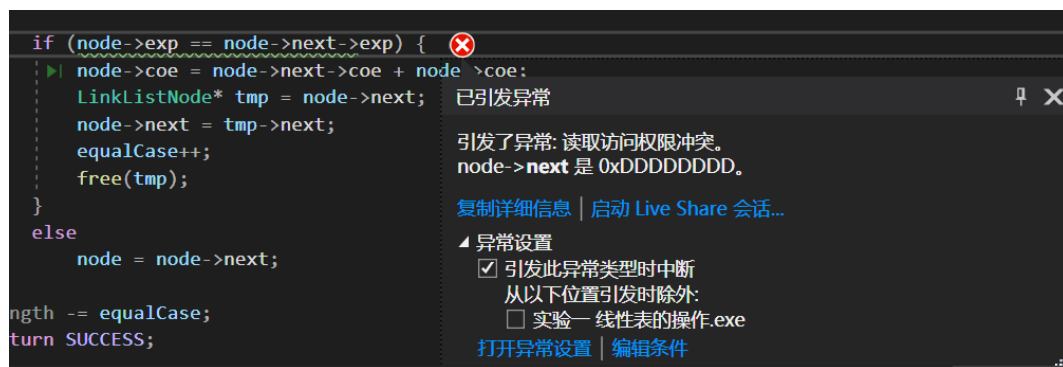 if (node->exp == node->next->exp) {
node->coe = node->next->coe + node->coe;
LinkListNode* tmp = node->next;
node->next = tmp->next;
equalCase++;
free(tmp);
}
else
node = node->next;
ngth -= equalCase;
turn SUCCESS;
已引发异常
引发了异常: 读取访问权限冲突。
node->next 是 0xDDDDDDDD。
复制详细信息 | 启动 Live Share 会话...
异常设置
引发此异常类型时中断
从以下位置引发时除外:
实验一 线性表的操作.exe
打开异常设置 | 编辑条件